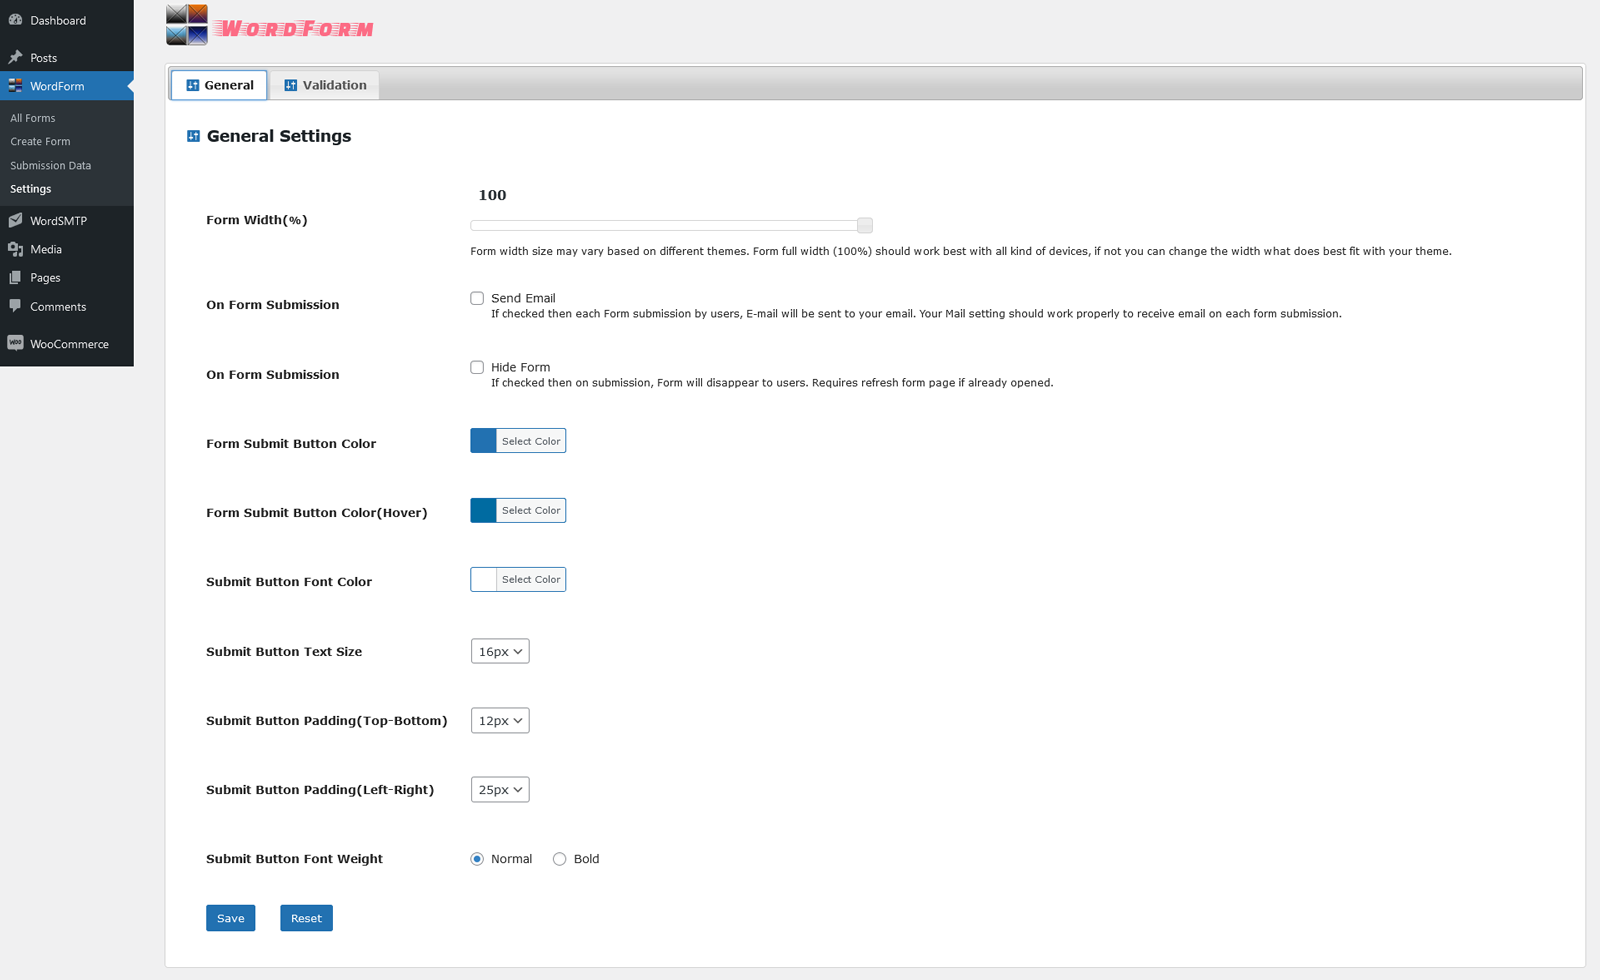 Dashboard
Posts
WordForm
All Forms
Create Form
Submission Data
Settings
WordSMTP
Media
Pages
Comments
WooCommerce
WordForm
General
Validation
General Settings
100
Form Width(%)
Form width size may vary based on different themes. Form full width (100%) should work best with all kind of devices, if not you can change the width what does best fit with your theme.
On Form Submission
Send Email
If checked then each Form submission by users, E-mail will be sent to your email. Your Mail setting should work properly to receive email on each form submission.
On Form Submission
Hide Form
If checked then on submission, Form will disappear to users. Requires refresh form page if already opened.
Form Submit Button Color
Select Color
Form Submit Button Color(Hover)
Select Color
Submit Button Font Color
Select Color
Submit Button Text Size
16px
Submit Button Padding(Top-Bottom)
12px
Submit Button Padding(Left-Right)
25px
Submit Button Font Weight
Normal
Bold
Save
Reset